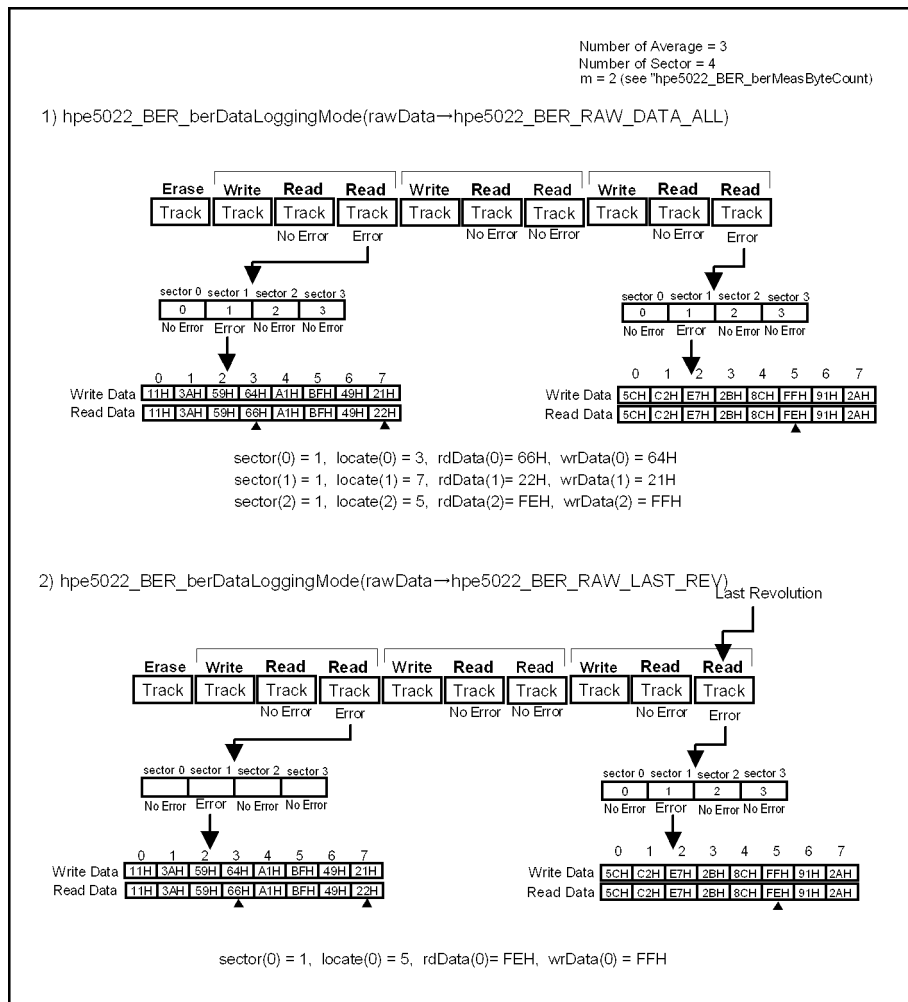 Number of Average = 3
Number of Sector = 4
m = 2 (see "hpe5022_BER_berMeasByteCount)
1) hpe5022_BER_berDataLoggingMode(rawData→hpe5022_BER_RAW_DATA_ALL)
Erase Write Read Read Write Read Read Write Read Read
Track Track Track Track Track Track Track Track Track Track
No Error Error No Error No Error No Error Error
sector 0 sector 1 sector 2 sector 3
0 1 2 3
No Error Error No Error No Error
0 1 2 3 4 5 6 7
Write Data 11H 3AH 59H 64H A1H BFH 49H 21H
Read Data 11H 3AH 59H 66H A1H BFH 49H 22H
sector 0 sector 1 sector 2 sector 3
0 1 2 3
No Error Error No Error No Error
0 1 2 3 4 5 6 7
Write Data 5CH C2H E7H 2BH 8CH FFH 91H 2AH
Read Data 5CH C2H E7H 2BH 8CH FEH 91H 2AH
sector(0) = 1, locate(0) = 3, rdData(0)= 66H, wrData(0) = 64H
sector(1) = 1, locate(1) = 7, rdData(1)= 22H, wrData(1) = 21H
sector(2) = 1, locate(2) = 5, rdData(2)= FEH, wrData(2) = FFH
2) hpe5022_BER_berDataLoggingMode(rawData→hpe5022_BER_RAW_LAST_REV)
Last Revolution
Erase Write Read Read Write Read Read Write Read Read
Track Track Track Track Track Track Track Track Track Track
No Error Error No Error No Error No Error Error
sector 0 sector 1 sector 2 sector 3
No Error Error No Error No Error
0 1 2 3 4 5 6 7
Write Data 11H 3AH 59H 64H A1H BFH 49H 21H
Read Data 11H 3AH 59H 66H A1H BFH 49H 22H
sector 0 sector 1 sector 2 sector 3
0 1 2 3
No Error Error No Error No Error
0 1 2 3 4 5 6 7
Write Data 5CH C2H E7H 2BH 8CH FFH 91H 2AH
Read Data 5CH C2H E7H 2BH 8CH FEH 91H 2AH
sector(0) = 1, locate(0) = 5, rdData(0)= FEH, wrData(0) = FFH